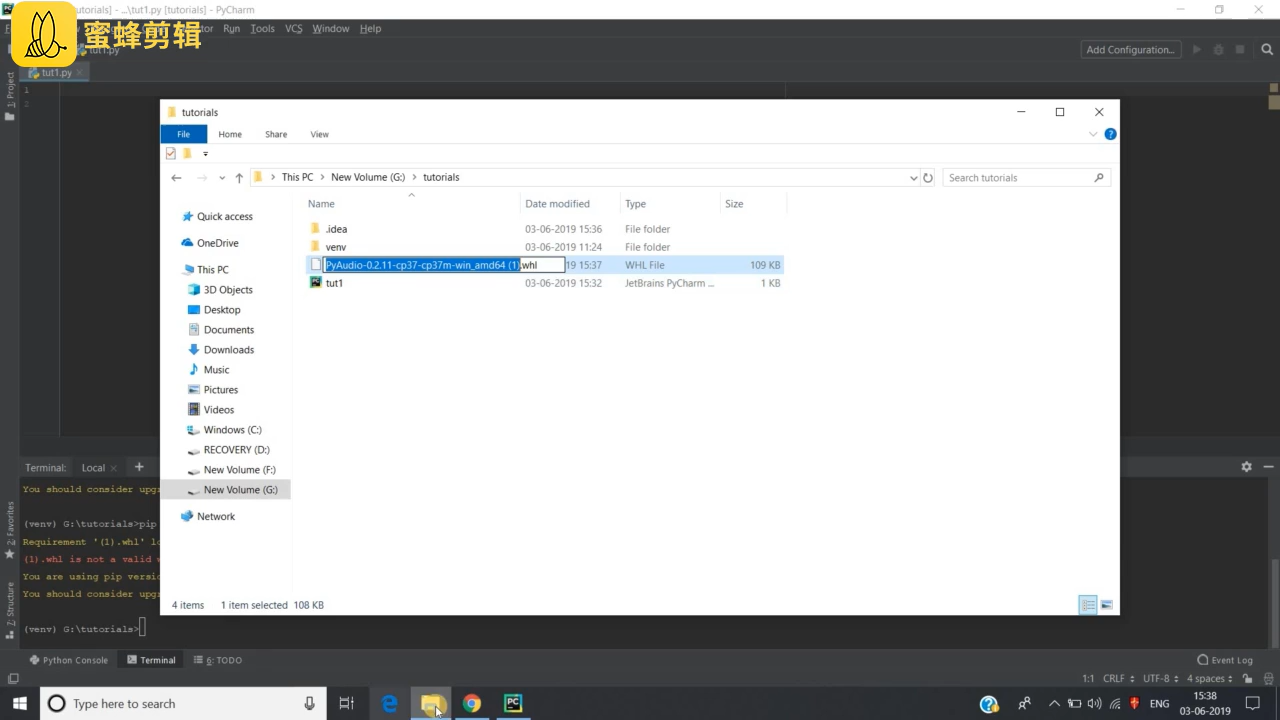 ...\tut1.py [tutorials] - PyCharm
Run Tools VCS Window Help
蜜蜂剪辑
tut1.py
Add Configuration...
tut1.py
1: Project
1
2
tutorials
File Home Share View
This PC > New Volume (G:) > tutorials
Search tutorials
Name Date modified Type Size
.idea 03-06-2019 15:36 File folder
venv 03-06-2019 11:24 File folder
PyAudio-0.2.11-cp37-cp37m-win_amd64 (1).whl 19 15:37 WHL File 109 KB
tut1 03-06-2019 15:32 JetBrains PyCharm ... 1 KB
Quick access
OneDrive
This PC
3D Objects
Desktop
Documents
Downloads
Music
Pictures
Videos
Windows (C:)
RECOVERY (D:)
New Volume (F:)
New Volume (G:)
Network
4 items 1 item selected 108 KB
Terminal: Local +
You should consider upgr
(venv) G:\tutorials>pip
Requirement '(1).whl' lo
(1).whl is not a valid w
You are using pip versio
You should consider upgr
(venv) G:\tutorials>
2: Favorites
7: Structure
Python Console Terminal 6: TODO
Event Log
1:1 CRLF UTF-8 4 spaces
Type here to search
ENG
15:38
03-06-2019